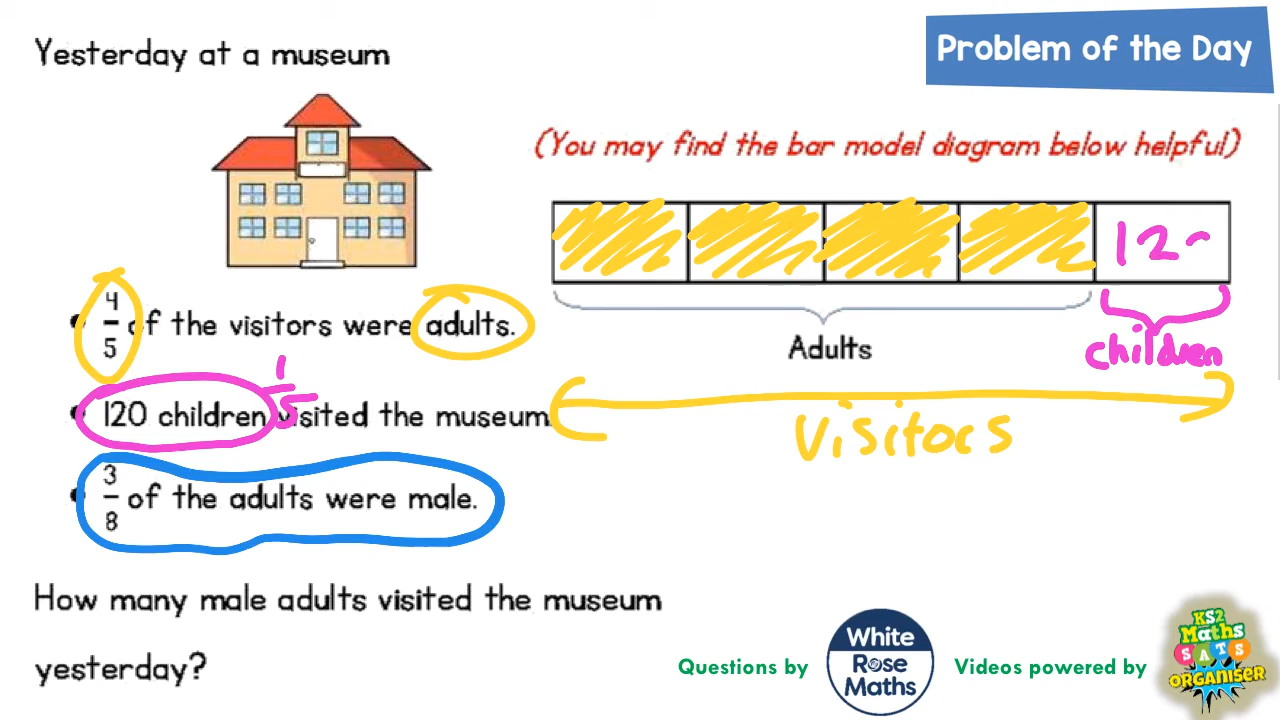 Yesterday at a museum
Problem of the Day
(You may find the bar model diagram below helpful)
12
4/5 of the visitors were adults.
Adults
children
1/5
120 children visited the museum.
visitors
3/8 of the adults were male.
How many male adults visited the museum
yesterday?
Questions by
White
Rose
Maths
Videos powered by
KS2
Maths
SATS
ORGANISER